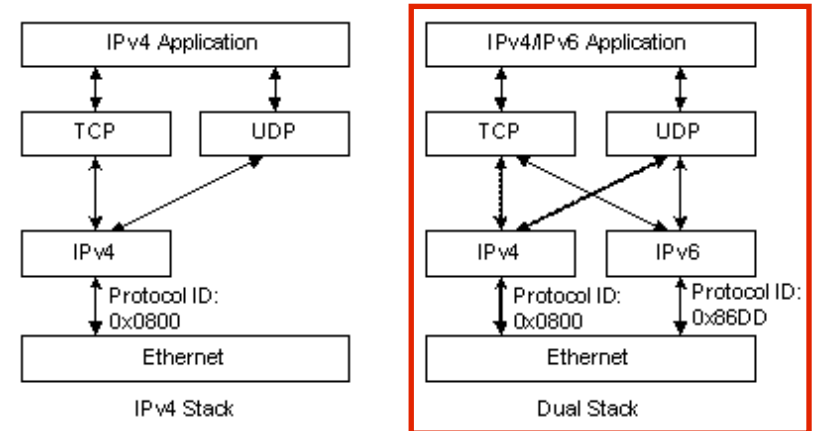 IPv4 Application
TCP
UDP
IPv4
Protocol ID:
0x0800
Ethernet
IPv4 Stack
IPv4/IPv6 Application
TCP
UDP
IPv4
IPv6
Protocol ID:
0x0800
Protocol ID:
0x86DD
Ethernet
Dual Stack